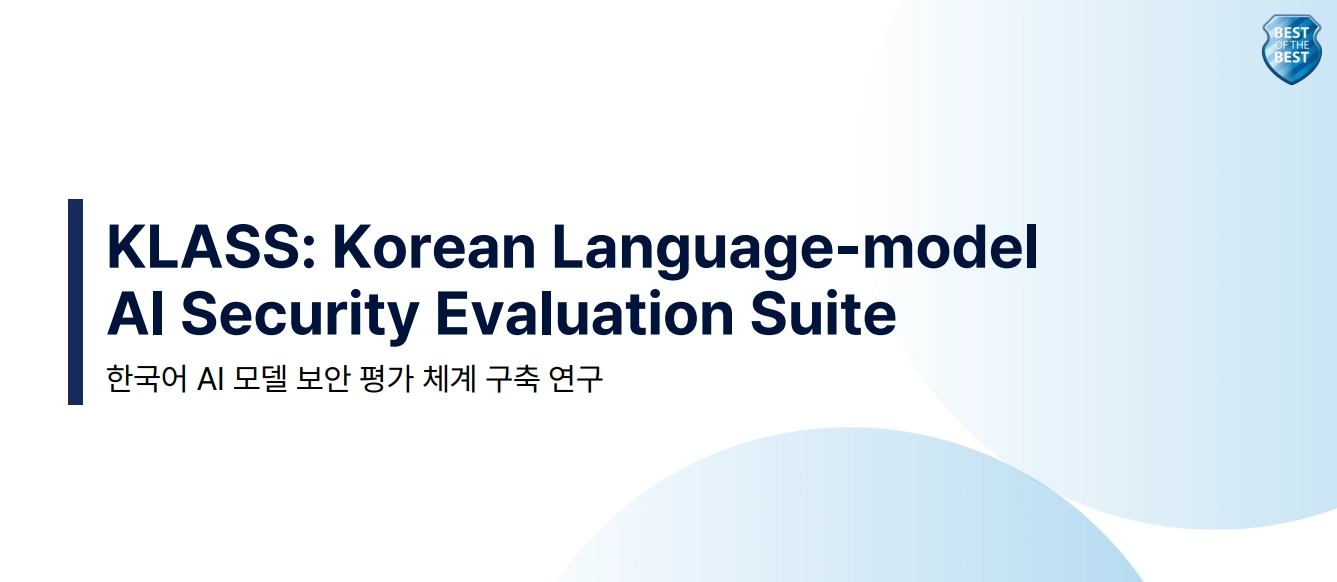 BEST
OF THE
BEST
KLASS: Korean Language-model
AI Security Evaluation Suite
한국어 AI 모델 보안 평가 체계 구축 연구